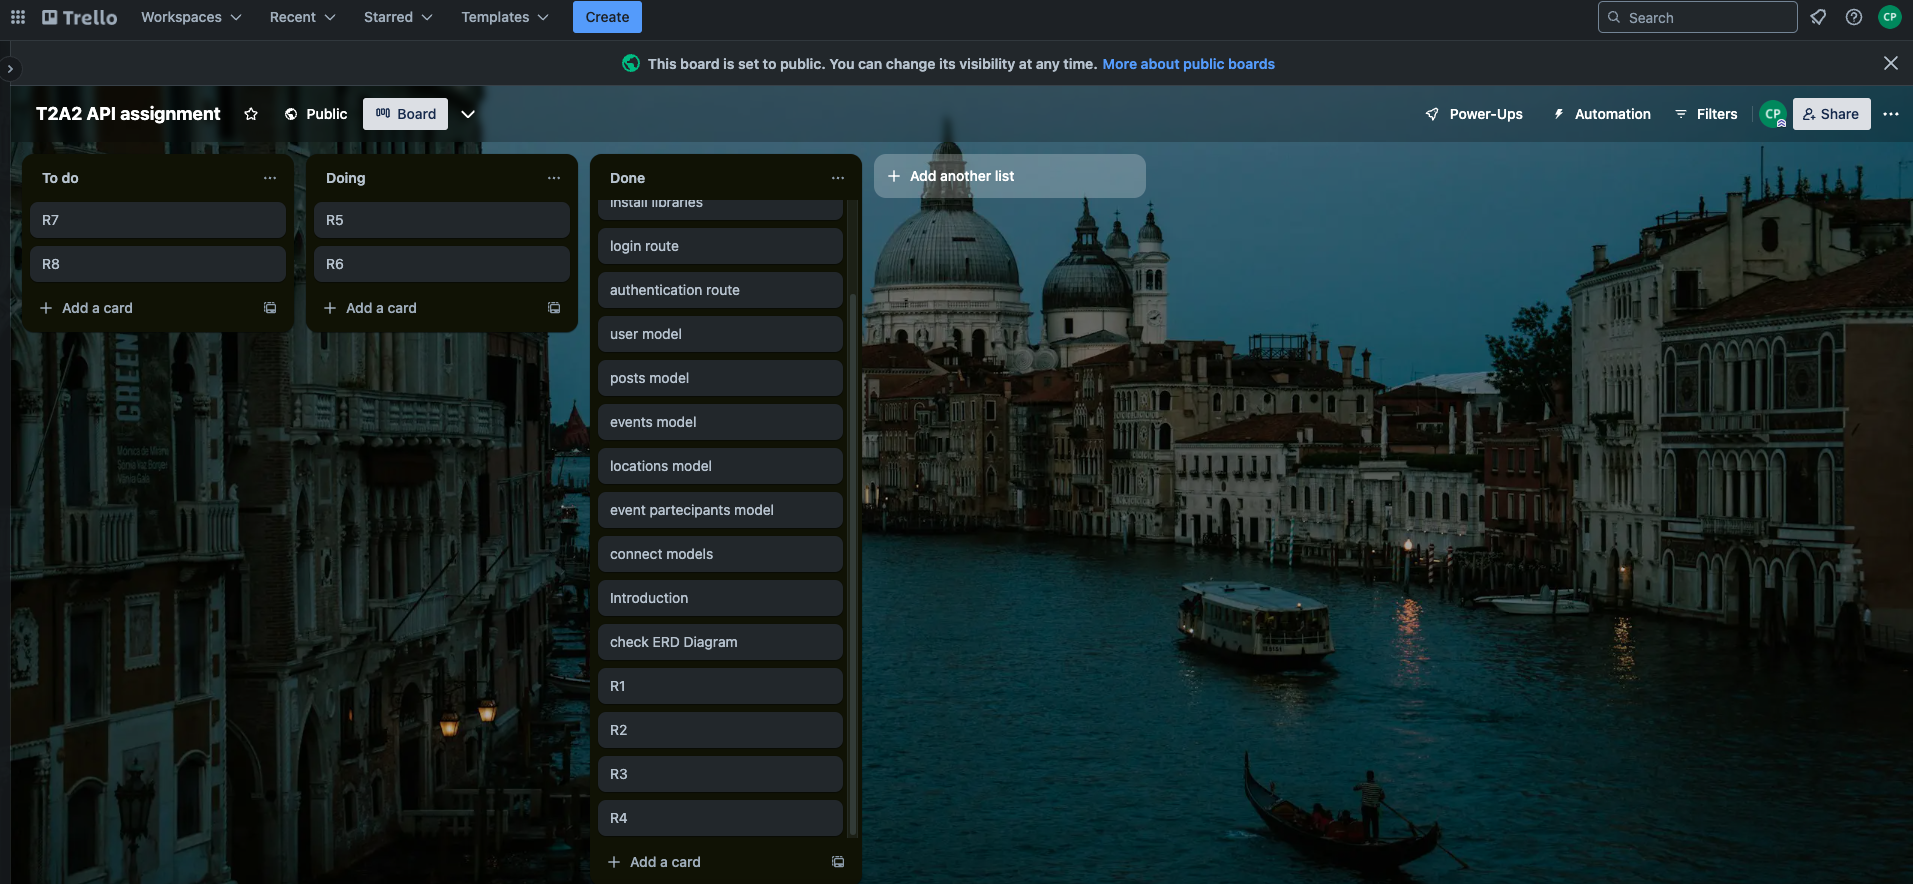 Trello Workspaces Recent Starred Templates Create Search CP
This board is set to public. You can change its visibility at any time. More about public boards
T2A2 API assignment Public Board Power-Ups Automation Filters CP Share
To do
R7
R8
Add a card
Doing
R5
R6
Add a card
Done
install libraries
login route
authentication route
user model
posts model
events model
locations model
event partecipants model
connect models
Introduction
check ERD Diagram
R1
R2
R3
R4
Add a card
Add another list
GREEN